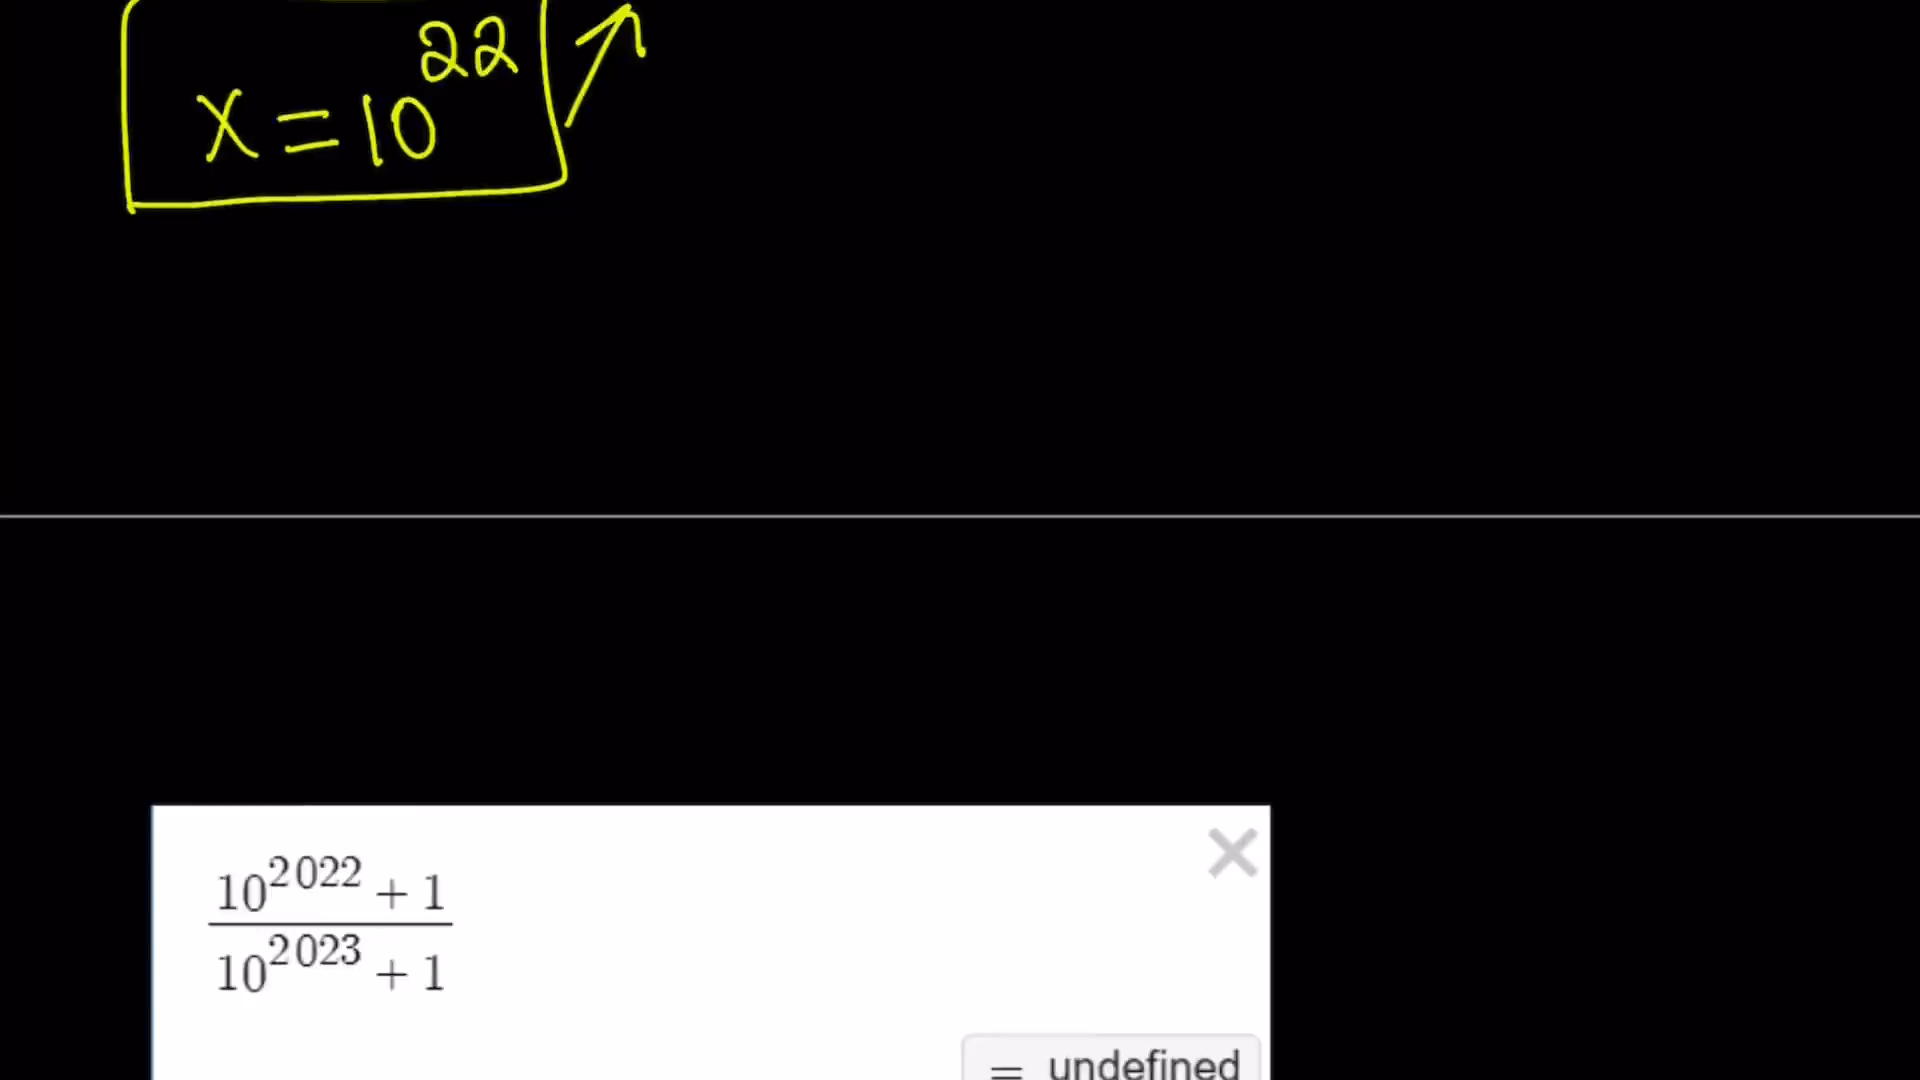 x = 10^22
10^2022 + 1
10^2023 + 1
= undefined